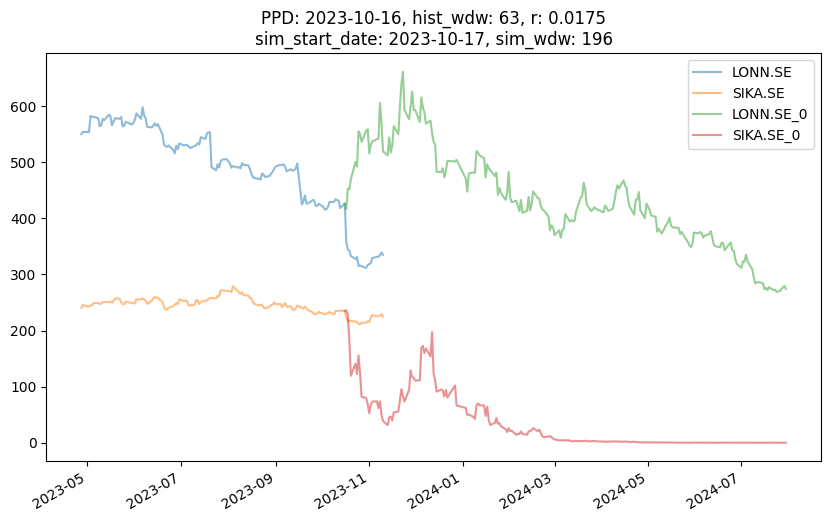 PPD: 2023-10-16, hist_wdw: 63, r: 0.0175
sim_start_date: 2023-10-17, sim_wdw: 196
LONN.SE
SIKA.SE
LONN.SE_0
SIKA.SE_0
600
500
400
300
200
100
0
2023-05
2023-07
2023-09
2023-11
2024-01
2024-03
2024-05
2024-07